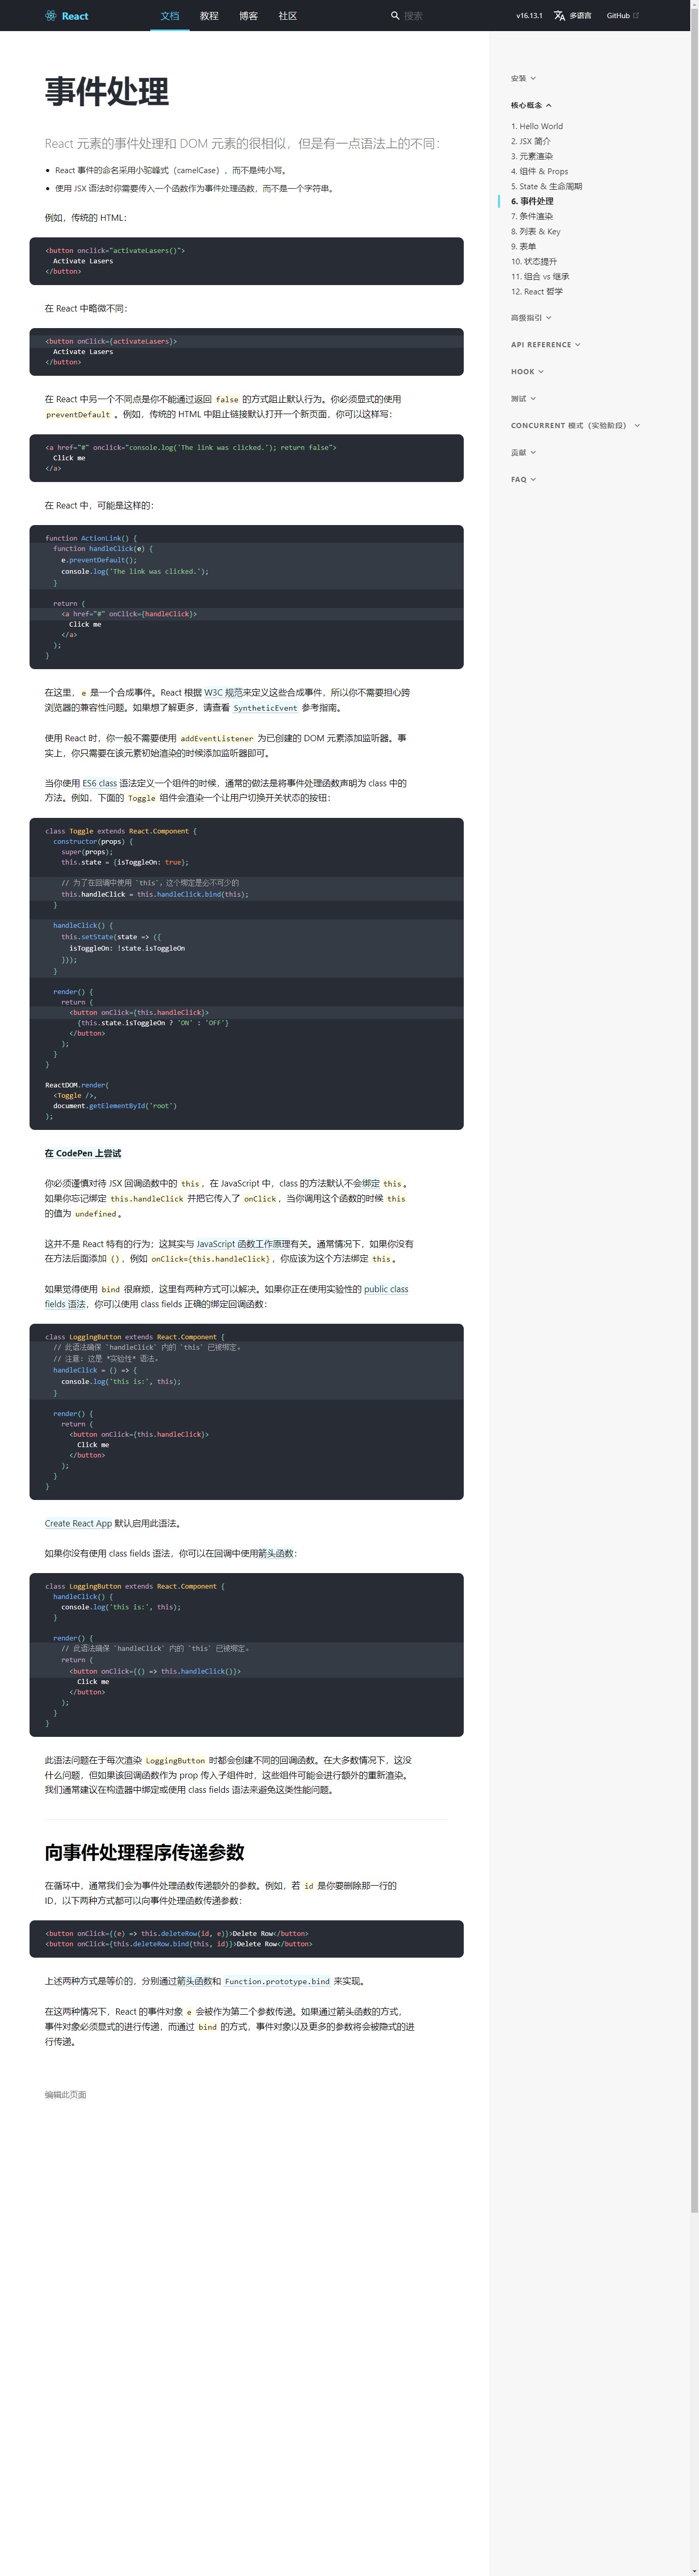 React
文档
教程
博客
社区
搜索
v16.13.1
多语言
GitHub
事件处理
React 元素的事件处理和 DOM 元素的很相似，但是有一点语法上的不同：
React 事件的命名采用小驼峰式（camelCase），而不是纯小写。
使用 JSX 语法时你需要传入一个函数作为事件处理函数，而不是一个字符串。
例如，传统的 HTML：
<button onclick="activateLasers()">
  Activate Lasers
</button>
在 React 中略微不同：
<button onClick={activateLasers}>
  Activate Lasers
</button>
在 React 中另一个不同点是你不能通过返回 false 的方式阻止默认行为。你必须显式的使用
preventDefault 。例如，传统的 HTML 中阻止链接默认打开一个新页面，你可以这样写：
<a href="#" onclick="console.log('The link was clicked.'); return false">
  Click me
</a>
在 React 中，可能是这样的：
function ActionLink() {
  function handleClick(e) {
    e.preventDefault();
    console.log('The link was clicked.');
  }
  return (
    <a href="#" onClick={handleClick}>
      Click me
    </a>
  );
}
在这里，e 是一个合成事件。React 根据 W3C 规范来定义这些合成事件，所以你不需要担心跨
浏览器的兼容性问题。如果想了解更多，请查看 SyntheticEvent 参考指南。
使用 React 时，你一般不需要使用 addEventListener 为已创建的 DOM 元素添加监听器。事
实上，你只需要在该元素初始渲染的时候添加监听器即可。
当你使用 ES6 class 语法定义一个组件的时候，通常的做法是将事件处理函数声明为 class 中的
方法。例如，下面的 Toggle 组件会渲染一个让用户切换开关状态的按钮：
class Toggle extends React.Component {
  constructor(props) {
    super(props);
    this.state = {isToggleOn: true};
    // 为了在回调中使用 `this`，这个绑定是必不可少的
    this.handleClick = this.handleClick.bind(this);
  }
  handleClick() {
    this.setState(state => ({
      isToggleOn: !state.isToggleOn
    }));
  }
  render() {
    return (
      <button onClick={this.handleClick}>
        {this.state.isToggleOn ? 'ON' : 'OFF'}
      </button>
    );
  }
}
ReactDOM.render(
  <Toggle />,
  document.getElementById('root')
);
在 CodePen 上尝试
你必须谨慎对待 JSX 回调函数中的 this，在 JavaScript 中，class 的方法默认不会绑定 this。
如果你忘记绑定 this.handleClick 并把它传入了 onClick，当你调用这个函数的时候 this
的值为 undefined。
这并不是 React 特有的行为；这其实与 JavaScript 函数工作原理有关。通常情况下，如果你没有
在方法后面添加 ()，例如 onClick={this.handleClick}，你应该为这个方法绑定 this。
如果觉得使用 bind 很麻烦，这里有两种方式可以解决。如果你正在使用实验性的 public class
fields 语法，你可以使用 class fields 正确的绑定回调函数：
class LoggingButton extends React.Component {
  // 此语法确保 `handleClick` 内的 `this` 已被绑定。
  // 注意: 这是 *实验性* 语法。
  handleClick = () => {
    console.log('this is:', this);
  }
  render() {
    return (
      <button onClick={this.handleClick}>
        Click me
      </button>
    );
  }
}
Create React App 默认启用此语法。
如果你没有使用 class fields 语法，你可以在回调中使用箭头函数：
class LoggingButton extends React.Component {
  handleClick() {
    console.log('this is:', this);
  }
  render() {
    // 此语法确保 `handleClick` 内的 `this` 已被绑定。
    return (
      <button onClick={() => this.handleClick()}>
        Click me
      </button>
    );
  }
}
此语法问题在于每次渲染 LoggingButton 时都会创建不同的回调函数。在大多数情况下，这没
什么问题，但如果该回调函数作为 prop 传入子组件时，这些组件可能会进行额外的重新渲染。
我们通常建议在构造器中绑定或使用 class fields 语法来避免这类性能问题。
向事件处理程序传递参数
在循环中，通常我们会为事件处理函数传递额外的参数。例如，若 id 是你要删除那一行的
ID，以下两种方式都可以向事件处理函数传递参数：
<button onClick={(e) => this.deleteRow(id, e)}>Delete Row</button>
<button onClick={this.deleteRow.bind(this, id)}>Delete Row</button>
上述两种方式是等价的，分别通过箭头函数和 Function.prototype.bind 来实现。
在这两种情况下，React 的事件对象 e 会被作为第二个参数传递。如果通过箭头函数的方式，
事件对象必须显式的进行传递，而通过 bind 的方式，事件对象以及更多的参数将会被隐式的进
行传递。
编辑此页面
安装
核心概念
1. Hello World
2. JSX 简介
3. 元素渲染
4. 组件 & Props
5. State & 生命周期
6. 事件处理
7. 条件渲染
8. 列表 & Key
9. 表单
10. 状态提升
11. 组合 vs 继承
12. React 哲学
高级指引
API REFERENCE
HOOK
测试
CONCURRENT 模式（实验阶段）
贡献
FAQ